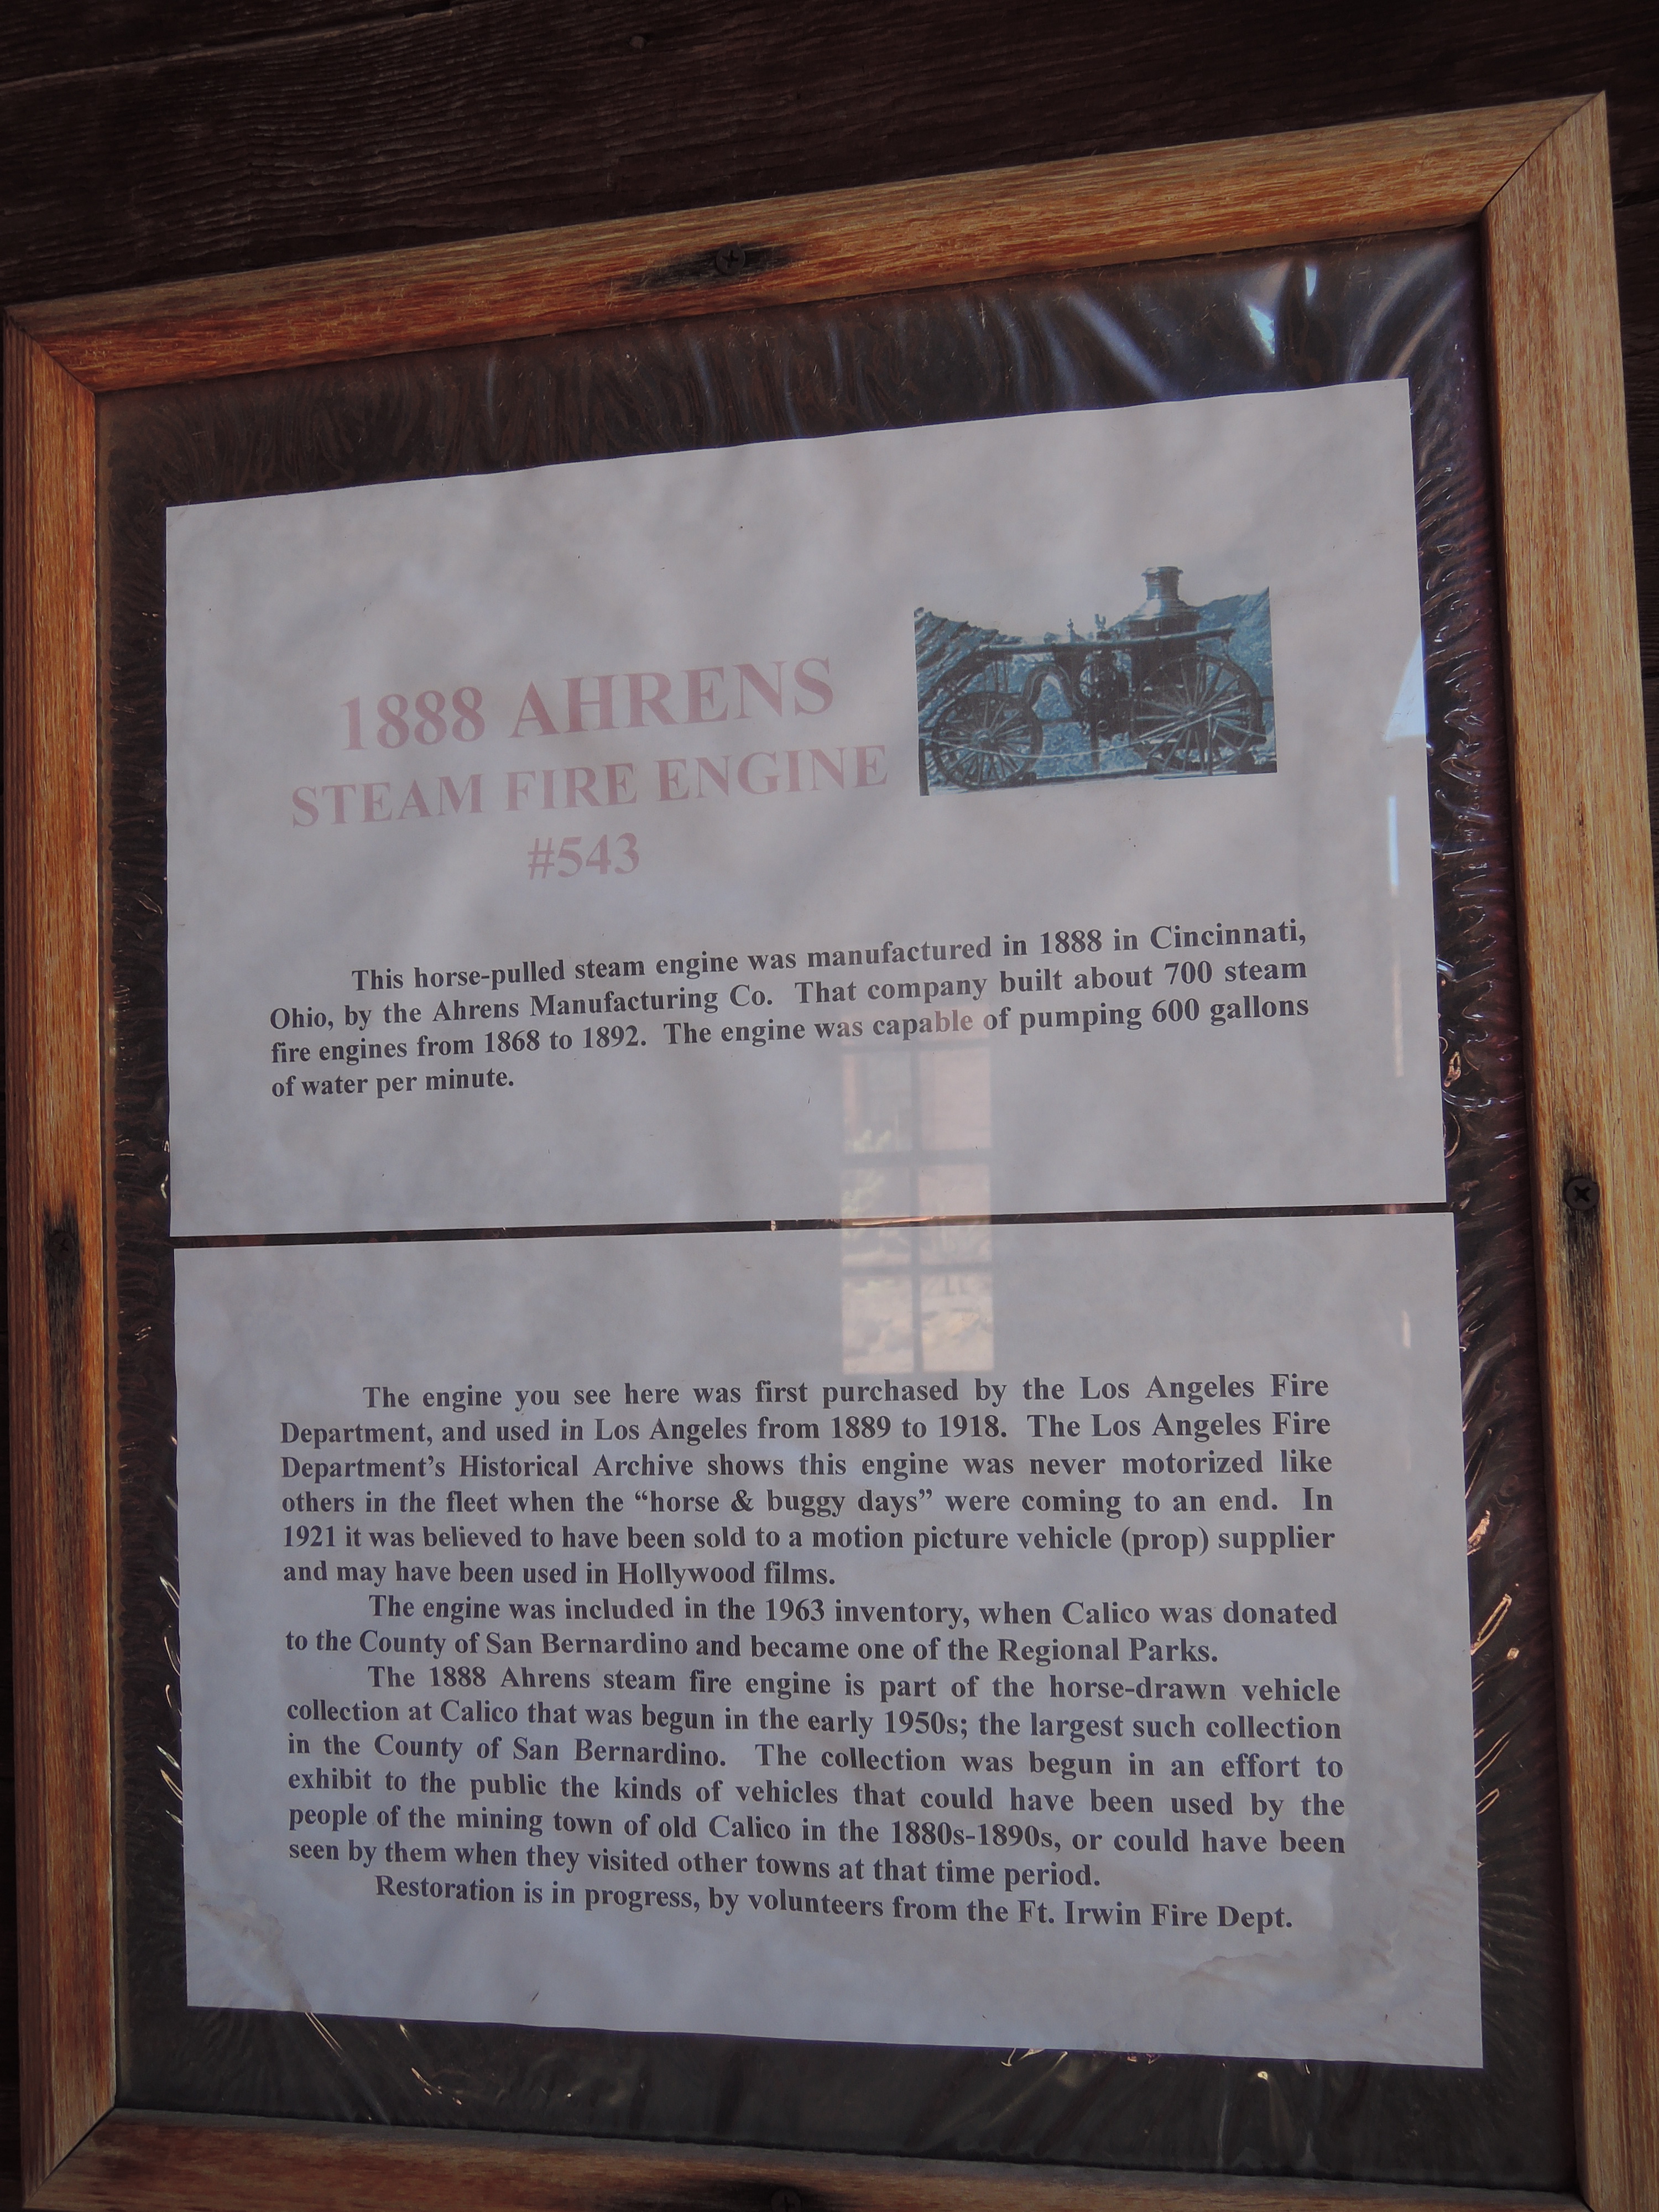 1888 AHRENS
STEAM FIRE ENGINE
#543
This horse-pulled steam engine was manufactured in 1888 in Cincinnati,
Ohio, by the Ahrens Manufacturing Co. That company built about 700 steam
fire engines from 1868 to 1892. The engine was capable of pumping 600 gallons
of water per minute.
The engine you see here was first purchased by the Los Angeles Fire
Department, and used in Los Angeles from 1889 to 1918. The Los Angeles Fire
Department's Historical Archive shows this engine was never motorized like
others in the fleet when the “horse & buggy days” were coming to an end. In
1921 it was believed to have been sold to a motion picture vehicle (prop) supplier
and may have been used in Hollywood films.
The engine was included in the 1963 inventory, when Calico was donated
to the County of San Bernardino and became one of the Regional Parks.
The 1888 Ahrens steam fire engine is part of the horse-drawn vehicle
collection at Calico that was begun in the early 1950s; the largest such collection
in the County of San Bernardino. The collection was begun in an effort to
exhibit to the public the kinds of vehicles that could have been used by the
people of the mining town of old Calico in the 1880s-1890s, or could have been
seen by them when they visited other towns at that time period.
Restoration is in progress, by volunteers from the Ft. Irwin Fire Dept.